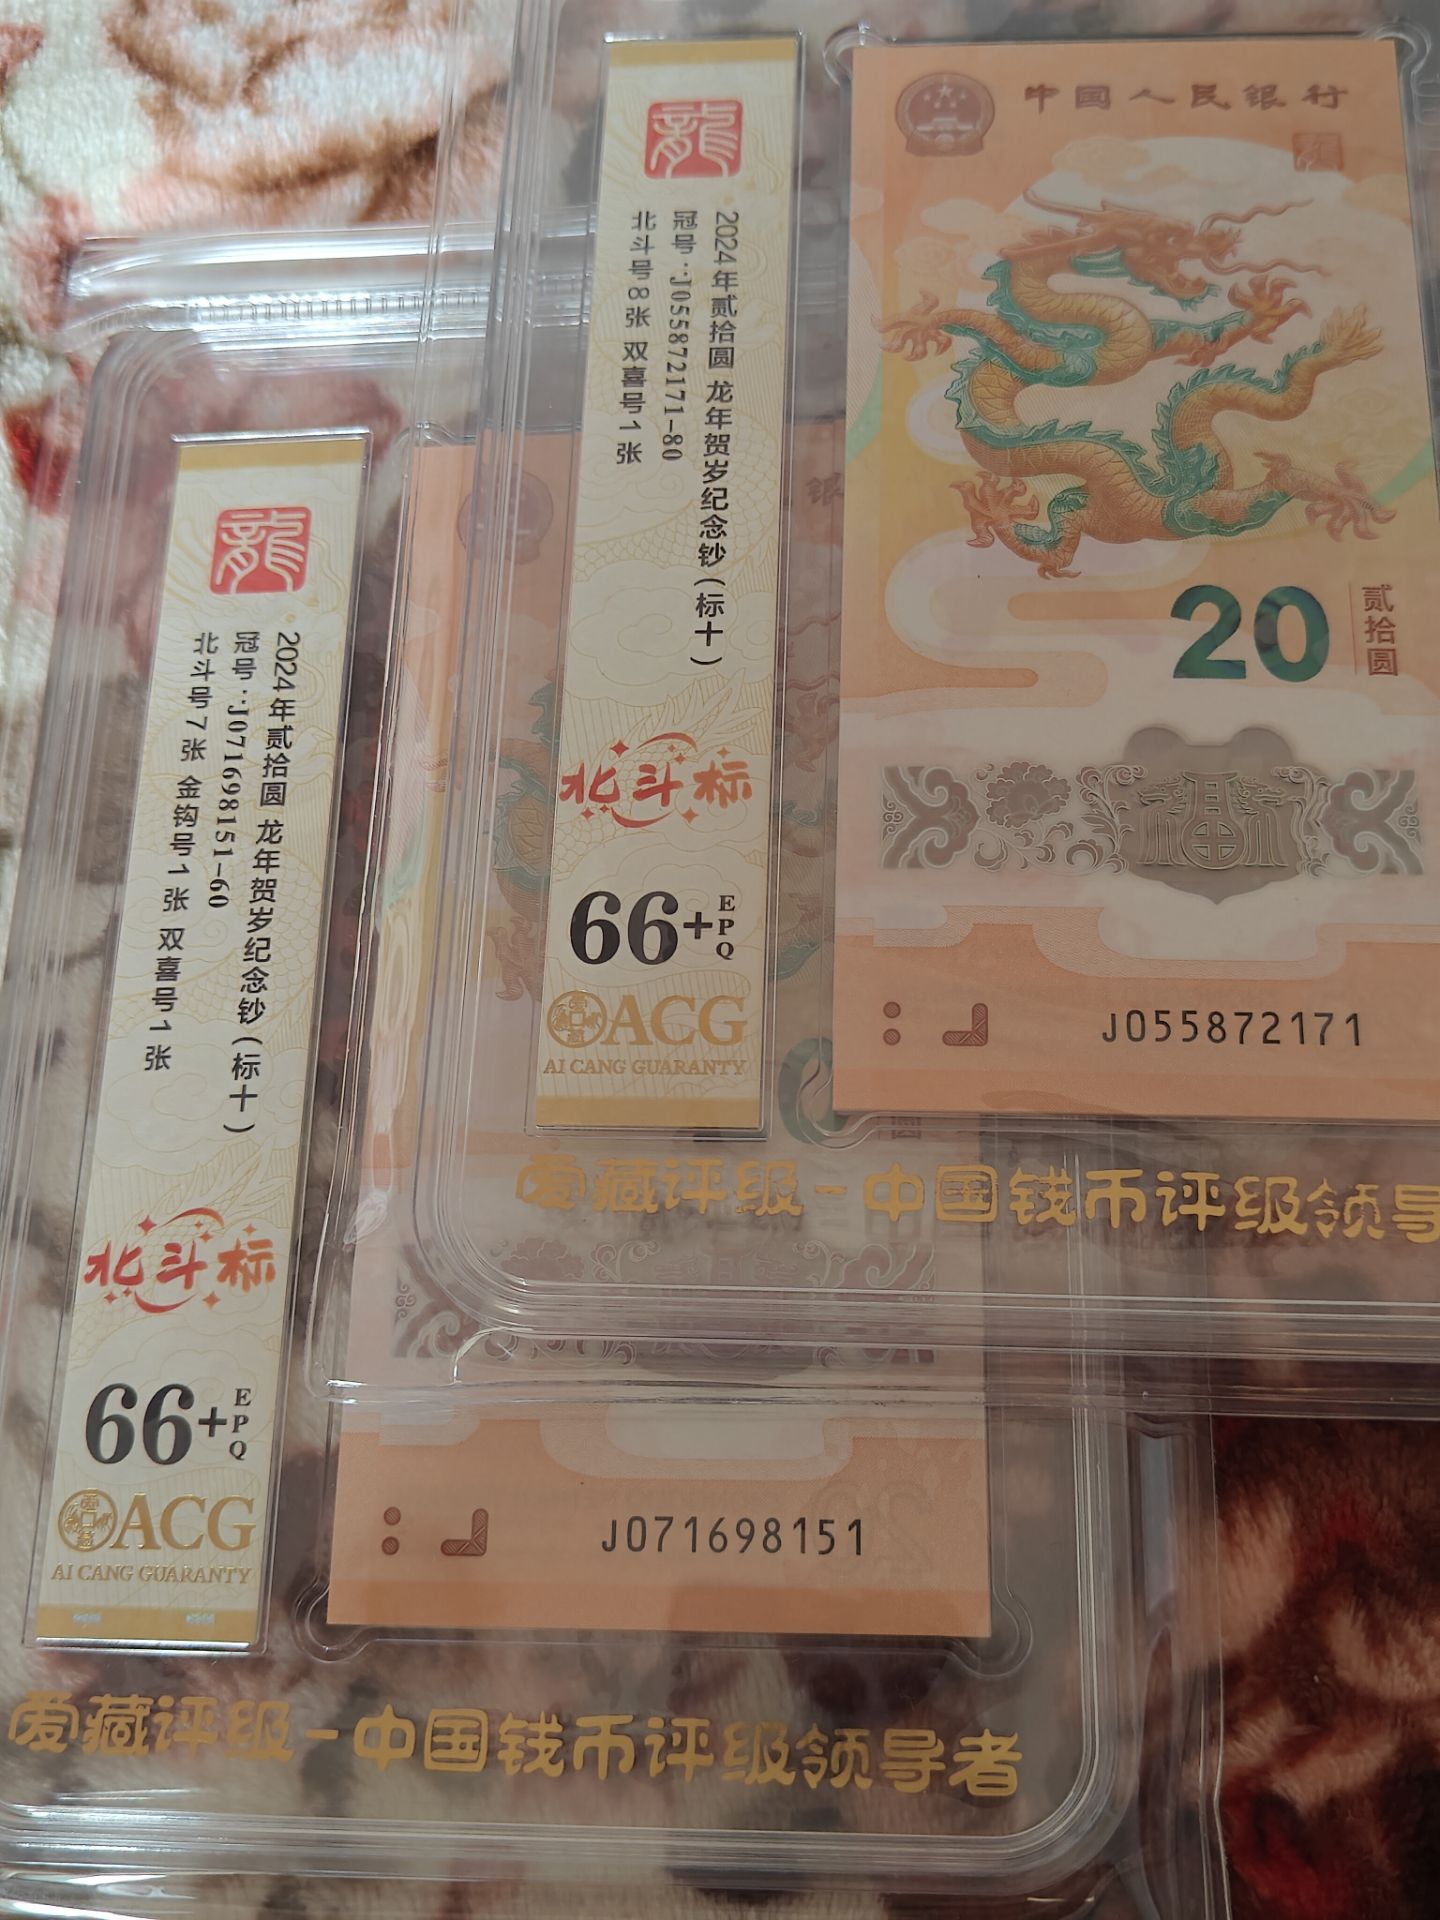 龍
2024年贰拾圆 龙年贺岁纪念钞(标十)
冠号:J055872171-80
北斗号8张 双喜号1张
北斗标
66+ EPQ
ACG
AI CANG GUARANTY
中国人民银行
20
贰拾圆
福
J055872171
爱藏评级-中国钱币评级领导
龍
2024年贰拾圆 龙年贺岁纪念钞(标十)
冠号:J071698151-60
北斗号7张 金钩号1张 双喜号1张
北斗标
66+ EPQ
ACG
AI CANG GUARANTY
银
J071698151
爱藏评级-中国钱币评级领导者